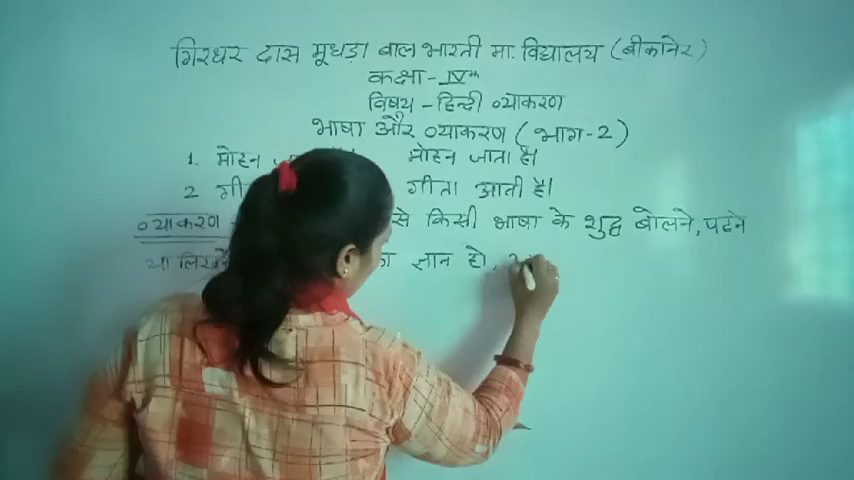 गिरधर दास मूधड़ा बाल भारती मा. विद्यालय (बीकानेर)
कक्षा - IVth
विषय - हिन्दी व्याकरण
भाषा और व्याकरण ( भाग - 2 )
1. मोहन मोहन जाता है।
2 गीता आती है।
व्याकरण - से किसी भाषा के शुद्ध बोलने, पढने
या लिखने का ज्ञान हो,